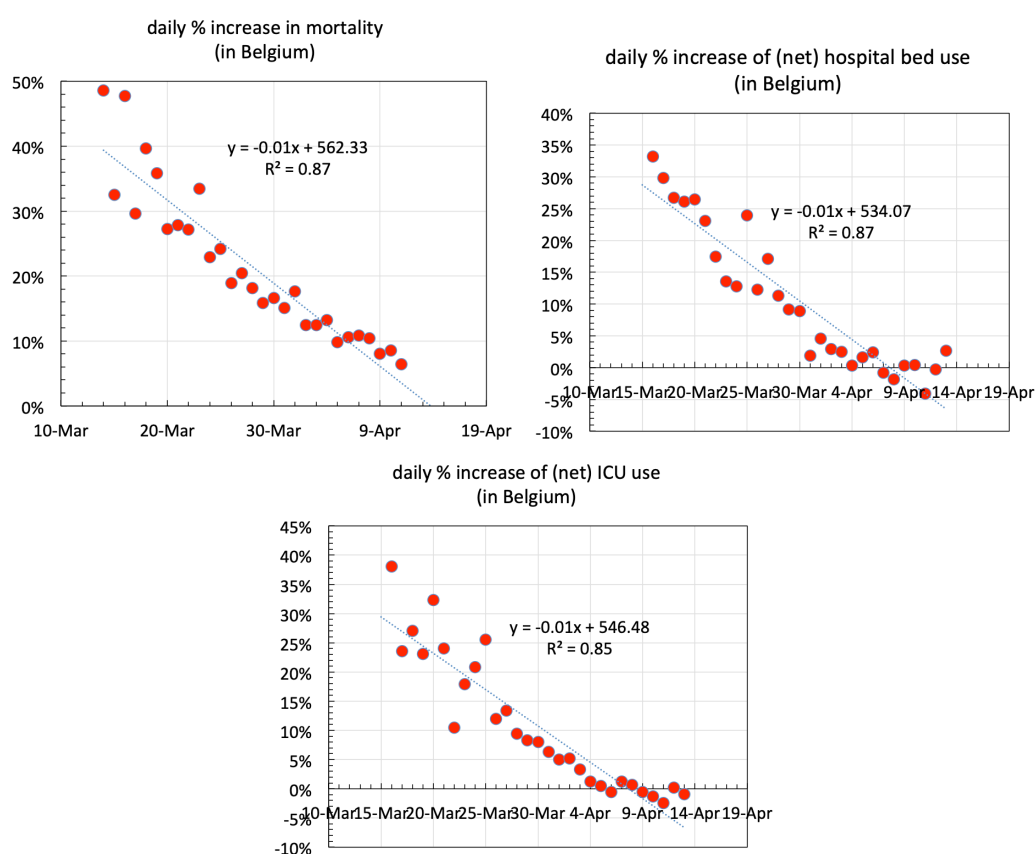 daily % increase in mortality
(in Belgium)
50%
40%
30%
20%
10%
0%
y = -0.01x + 562.33
R² = 0.87
10-Mar 20-Mar 30-Mar 9-Apr 19-Apr
daily % increase of (net) hospital bed use
(in Belgium)
40%
35%
30%
25%
20%
15%
10%
5%
0%
-5%
-10%
y = -0.01x + 534.07
R² = 0.87
10-Mar 15-Mar 20-Mar 25-Mar 30-Mar 4-Apr 9-Apr 14-Apr 19-Apr
daily % increase of (net) ICU use
(in Belgium)
45%
40%
35%
30%
25%
20%
15%
10%
5%
0%
-5%
-10%
y = -0.01x + 546.48
R² = 0.85
10-Mar 15-Mar 20-Mar 25-Mar 30-Mar 4-Apr 9-Apr 14-Apr 19-Apr